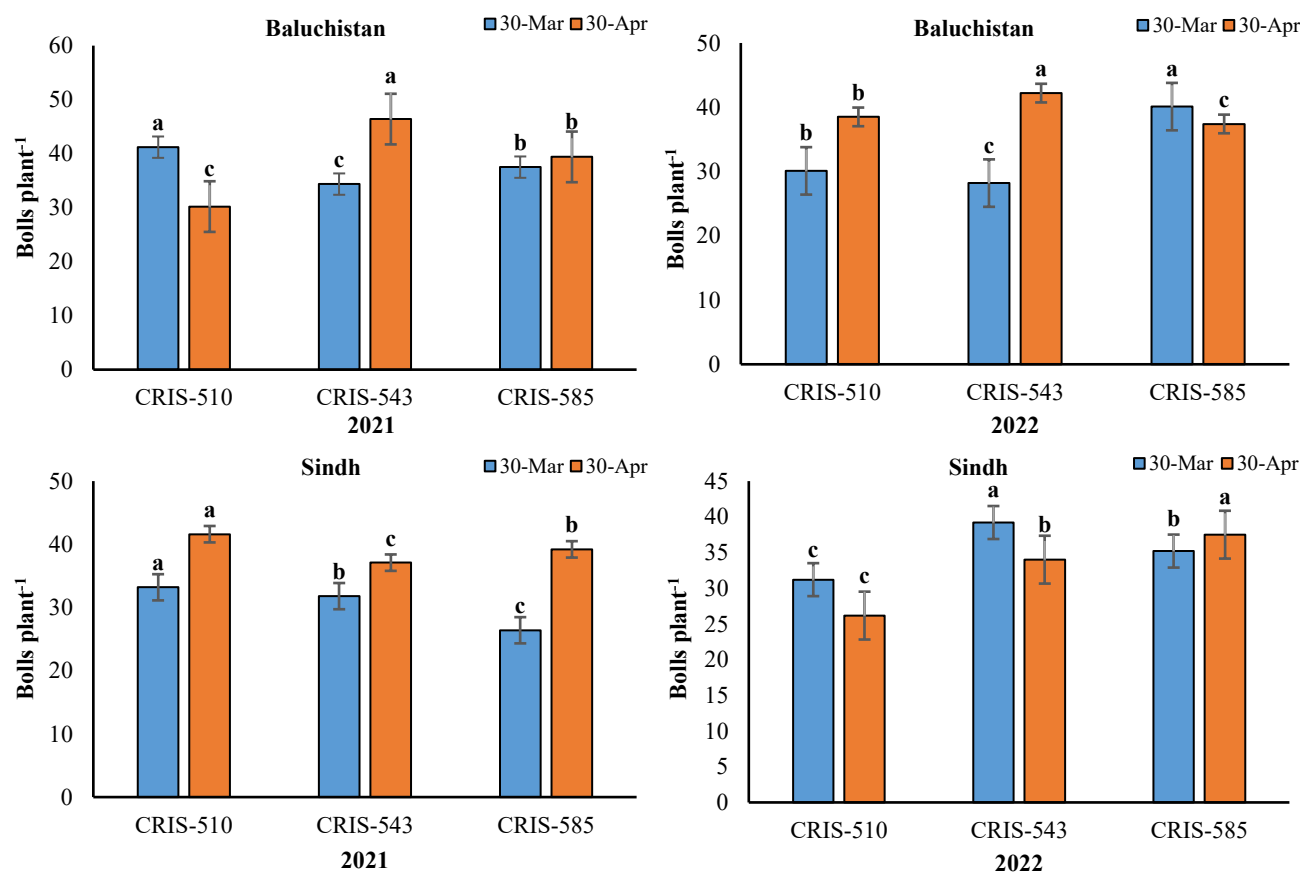 Baluchistan
30-Mar 30-Apr
60
50
40
30
20
10
0
Bolls plant⁻¹
a
c
c
a
b
b
CRIS-510 CRIS-543 CRIS-585
2021
Baluchistan
30-Mar 30-Apr
50
40
30
20
10
0
Bolls plant⁻¹
b
b
c
a
a
c
CRIS-510 CRIS-543 CRIS-585
2022
Sindh
30-Mar 30-Apr
50
40
30
20
10
0
Bolls plant⁻¹
a
a
b
c
c
b
CRIS-510 CRIS-543 CRIS-585
2021
Sindh
30-Mar 30-Apr
45
40
35
30
25
20
15
10
5
0
Bolls plant⁻¹
c
c
a
b
b
a
CRIS-510 CRIS-543 CRIS-585
2022